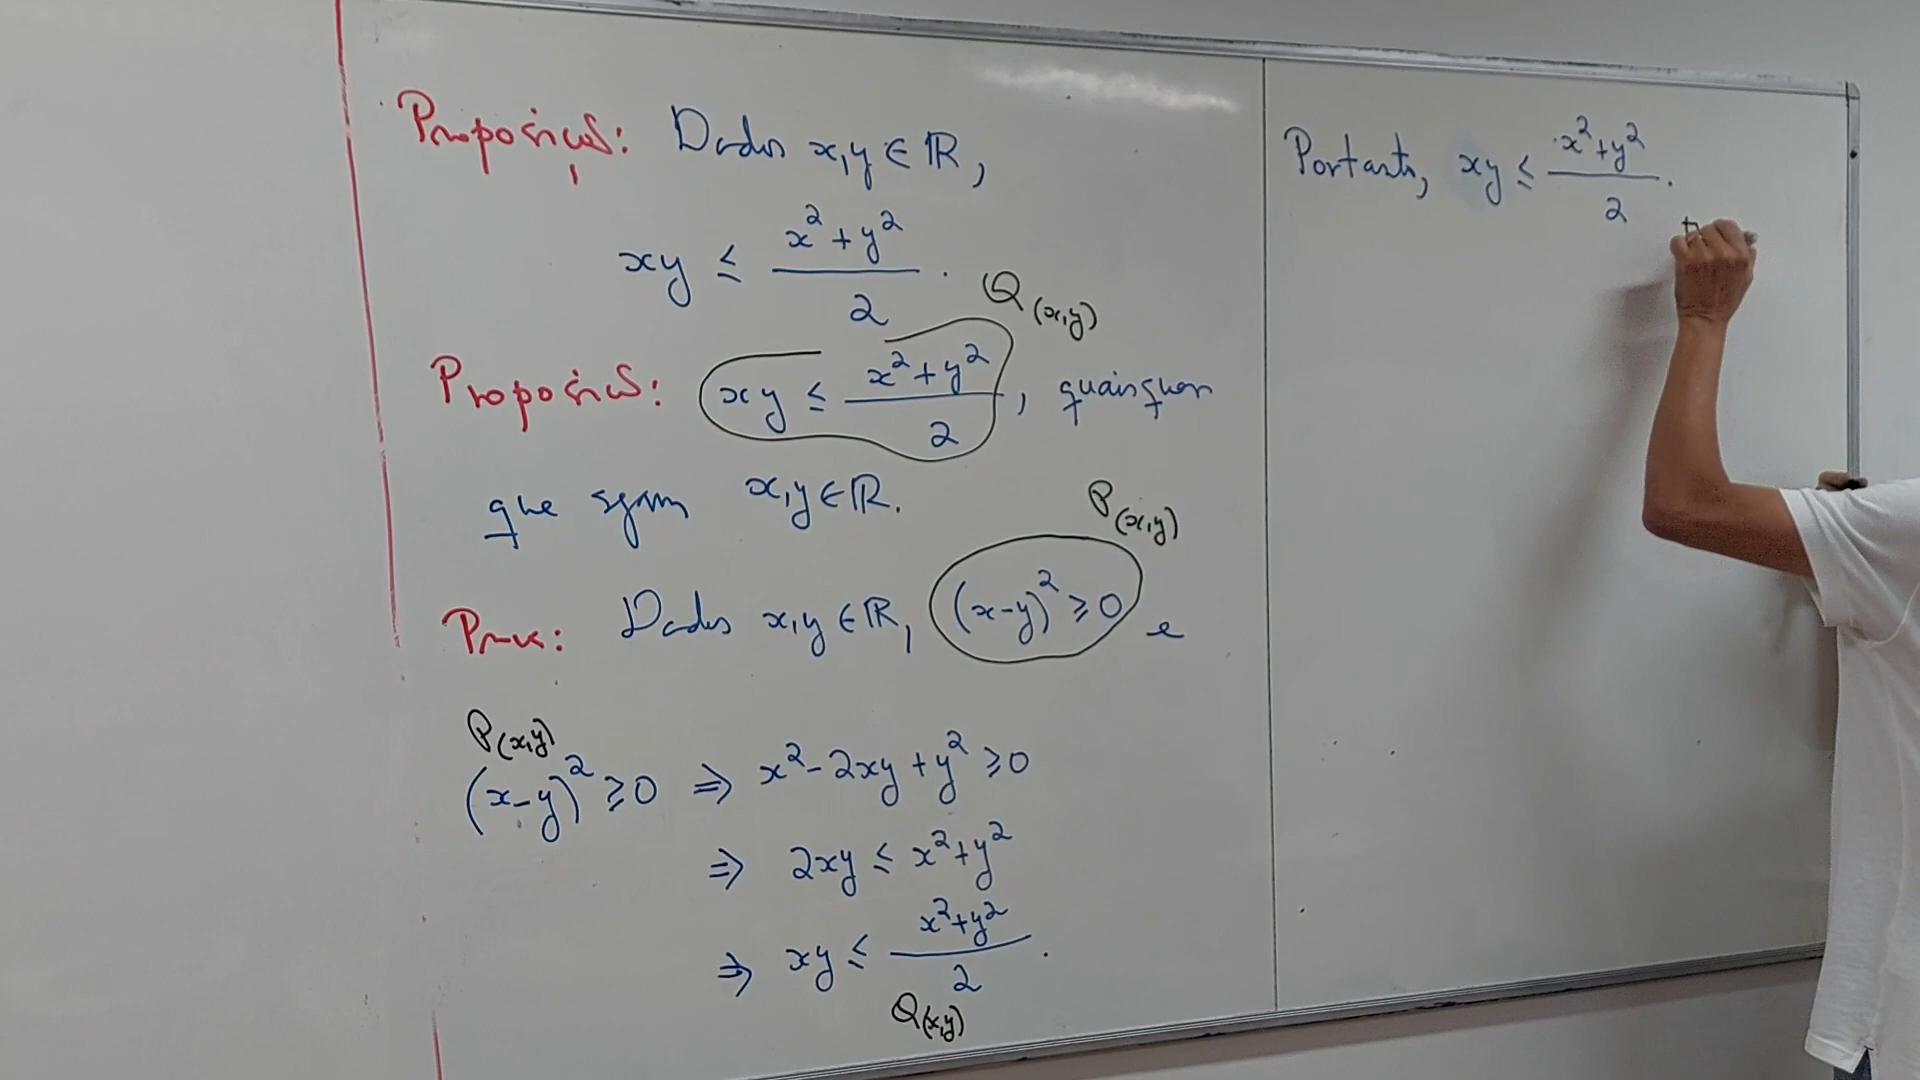 Proposição: Dados x,y ∈ ℝ,
xy ≤ (x² + y²)/2 .
Q(x,y)
Proposição: xy ≤ (x² + y²)/2 , quaisquer
que sejam x,y ∈ ℝ.
P(x,y)
Prova: Dados x,y ∈ ℝ, (x-y)² ≥ 0 e
P(x,y)
(x-y)² ≥ 0 ⇒ x² - 2xy + y² ≥ 0
⇒ 2xy ≤ x² + y²
⇒ xy ≤ (x² + y²)/2 .
Q(x,y)
Portanto, xy ≤ (x² + y²)/2 .